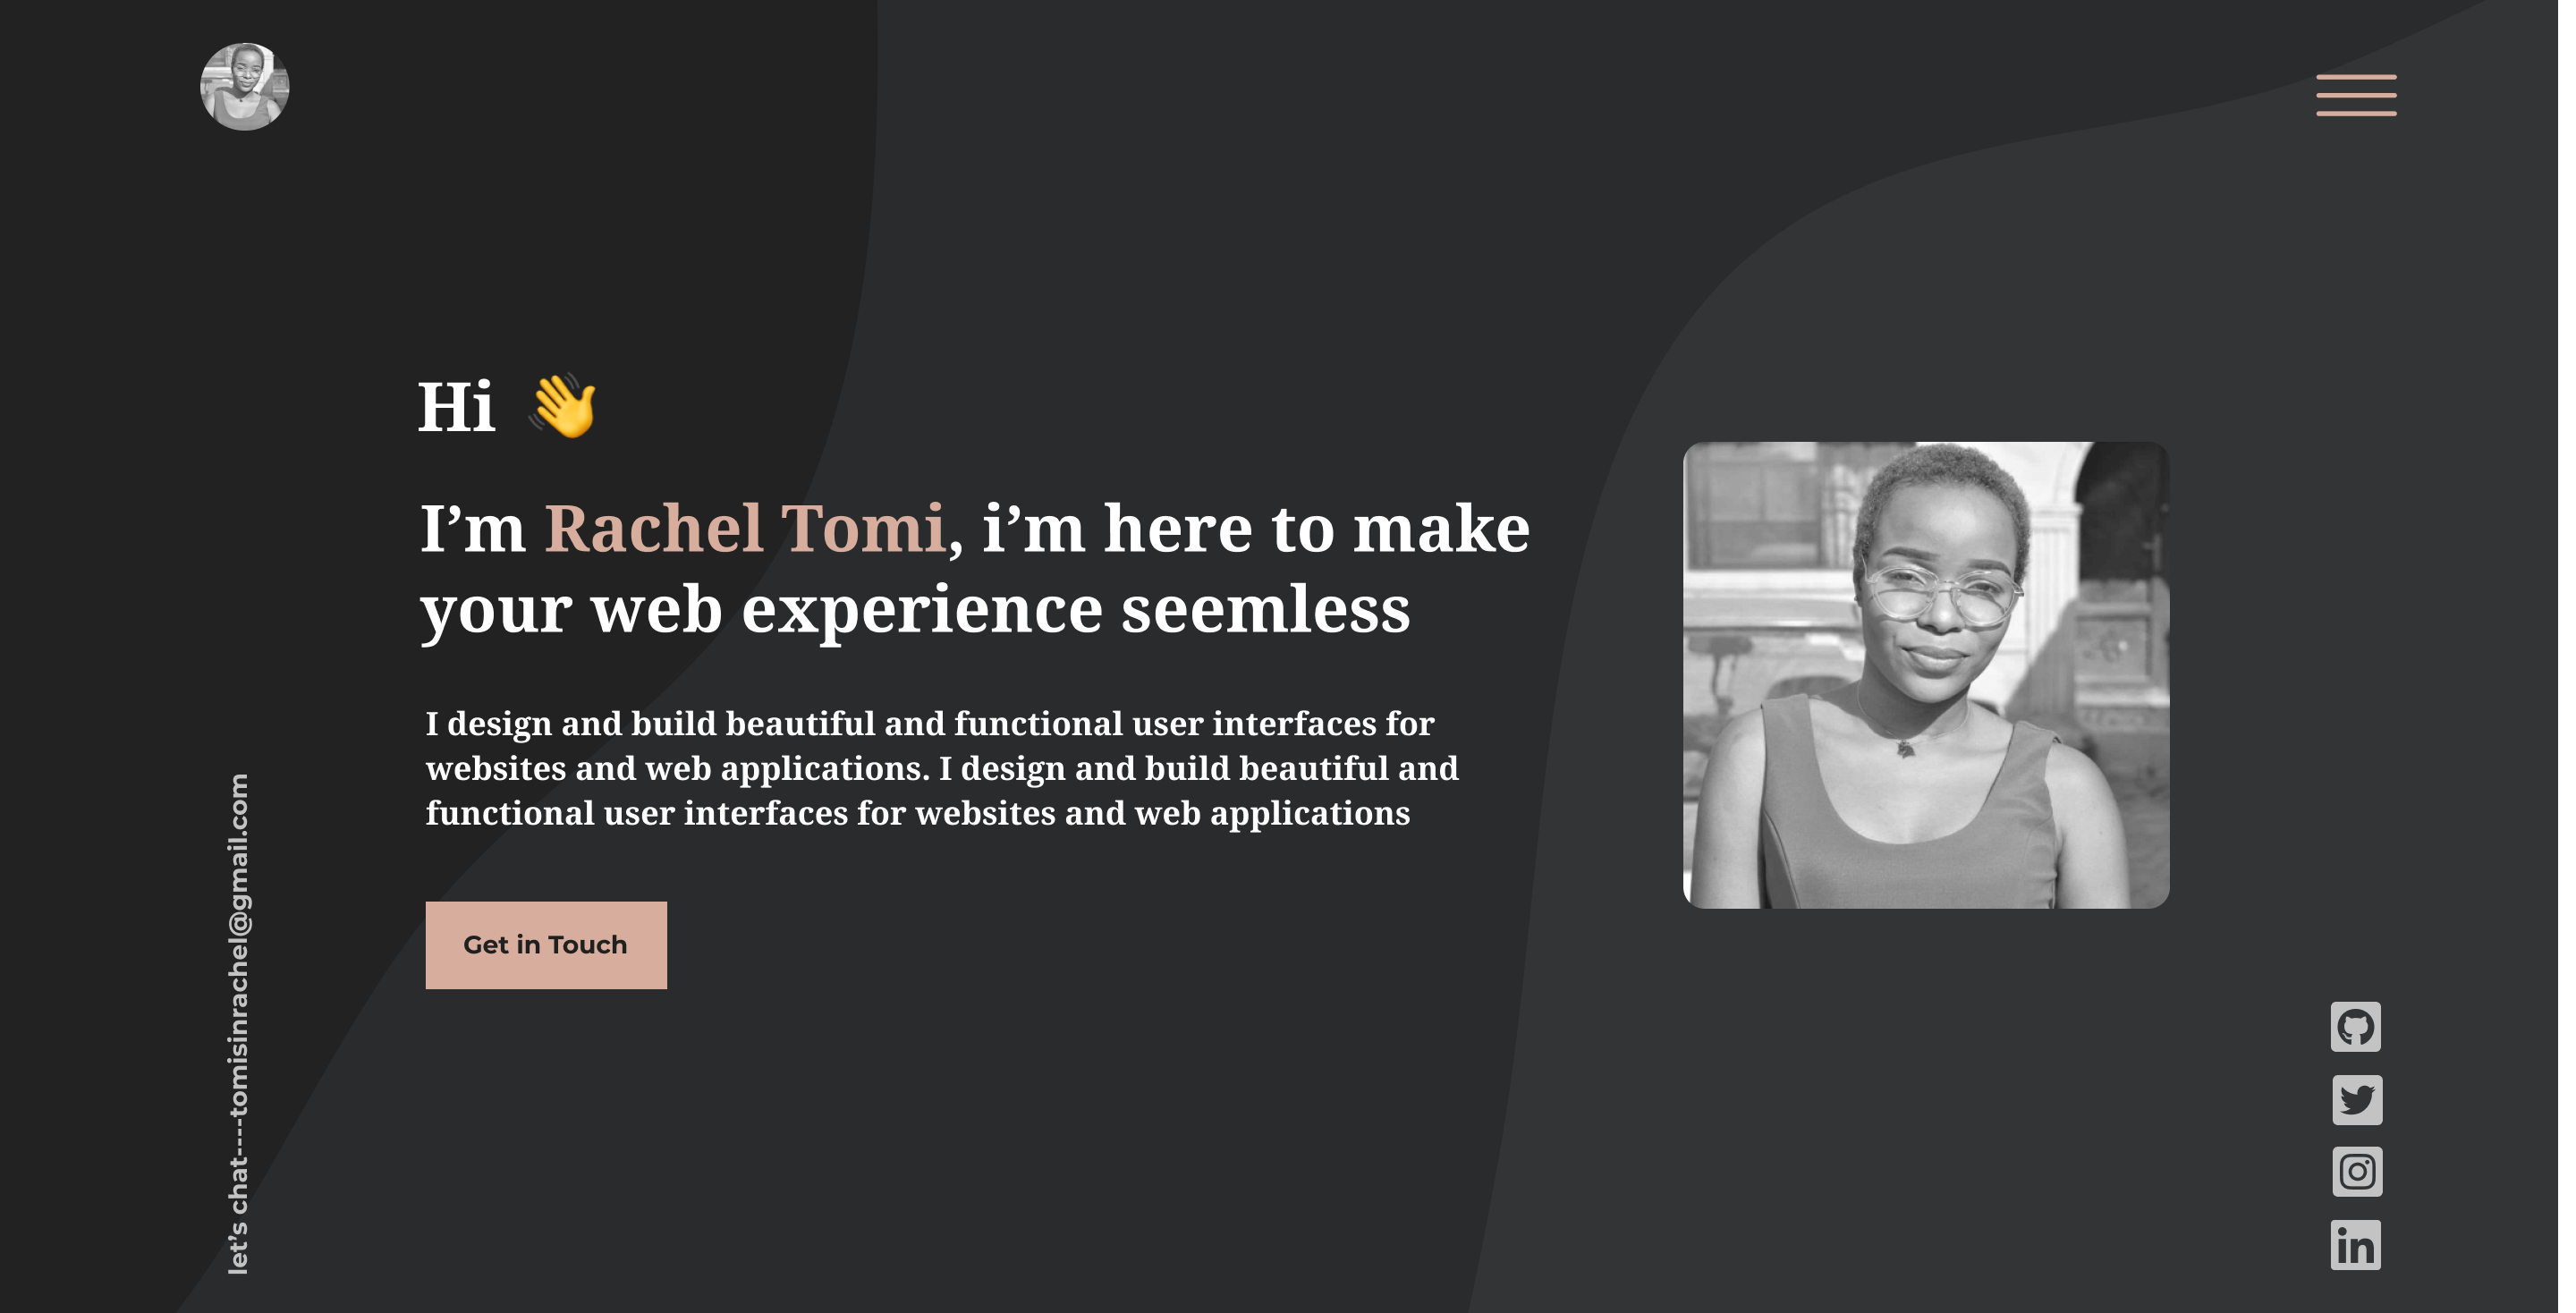 Hi 👋
I’m Rachel Tomi, i’m here to make
your web experience seemless
I design and build beautiful and functional user interfaces for
websites and web applications. I design and build beautiful and
functional user interfaces for websites and web applications
Get in Touch
let’s chat----tomisinrachel@gmail.com
in